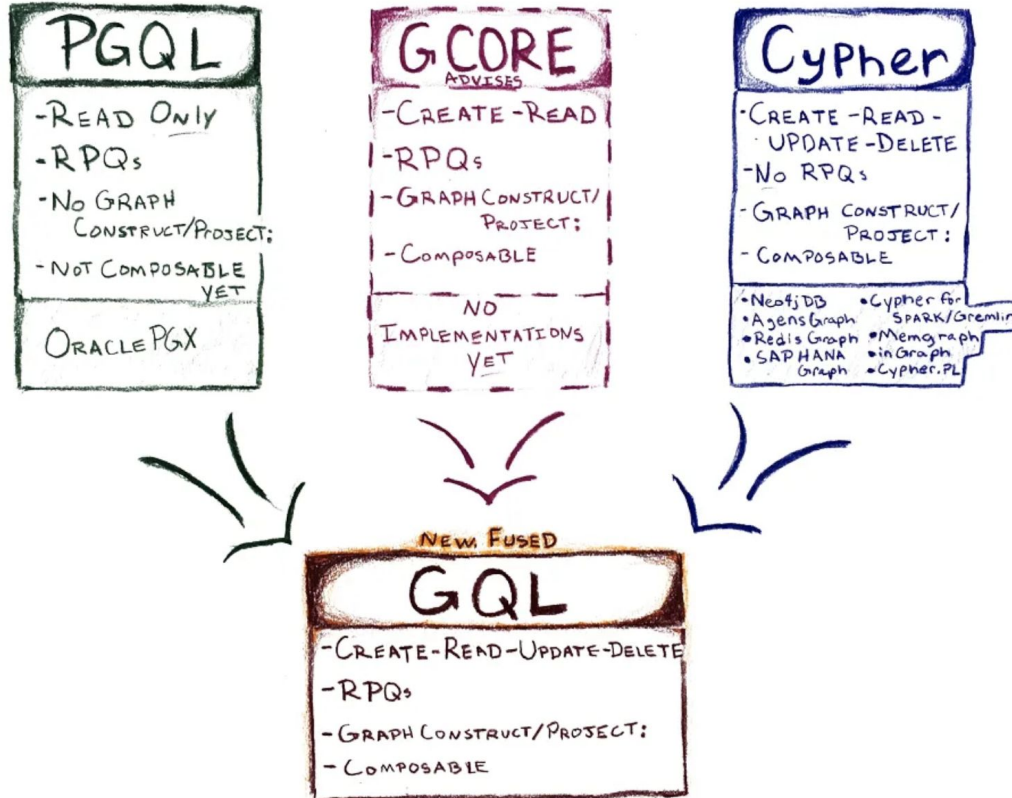 PGQL
-READ ONLY
-RPQs
-NO GRAPH
CONSTRUCT/PROJECT:
-NOT COMPOSABLE
YET
ORACLE PGX
GCORE
ADVISES
-CREATE-READ
-RPQs
-GRAPH CONSTRUCT/
PROJECT:
-COMPOSABLE
NO
IMPLEMENTATIONS
YET
Cypher
·CREATE-READ-
UPDATE-DELETE
-NO RPQs
-GRAPH CONSTRUCT/
PROJECT:
-COMPOSABLE
•Neo4jDB
•AgensGraph
•Redis Graph
•SAP HANA
Graph
•Cypher for
SPARK/Gremlin
•Memgraph
•inGraph
•Cypher.PL
NEW. FUSED
GQL
-CREATE-READ-UPDATE-DELETE
-RPQs
-GRAPH CONSTRUCT/PROJECT:
-COMPOSABLE